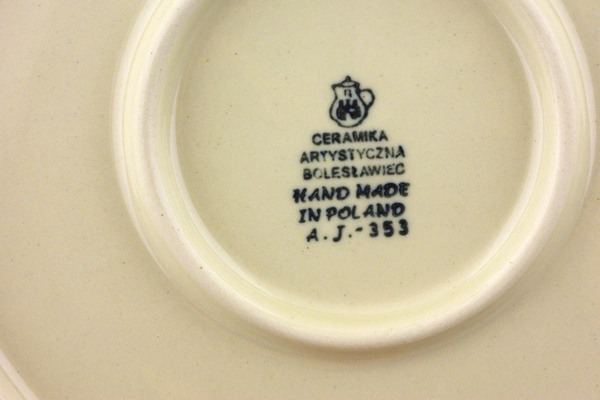 CERAMIKA
ARTYSTYCZNA
BOLESŁAWIEC
HAND MADE
IN POLAND
A.J.-353